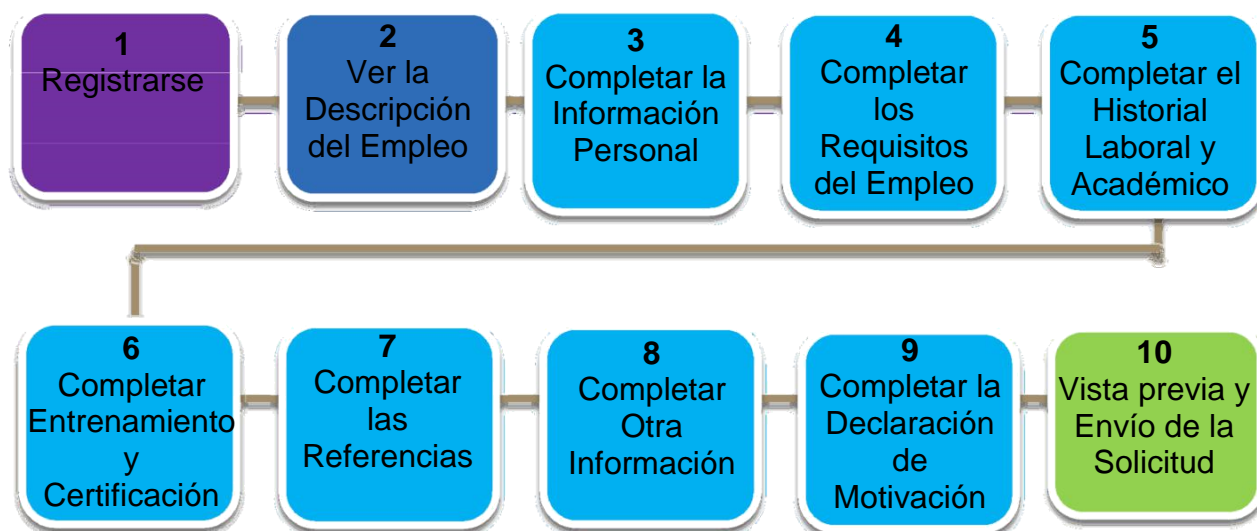 1
Registrarse
2
Ver la
Descripción
del Empleo
3
Completar la
Información
Personal
4
Completar
los
Requisitos
del Empleo
5
Completar el
Historial
Laboral y
Académico
6
Completar
Entrenamiento
y
Certificación
7
Completar
las
Referencias
8
Completar
Otra
Información
9
Completar la
Declaración
de
Motivación
10
Vista previa y
Envío de la
Solicitud